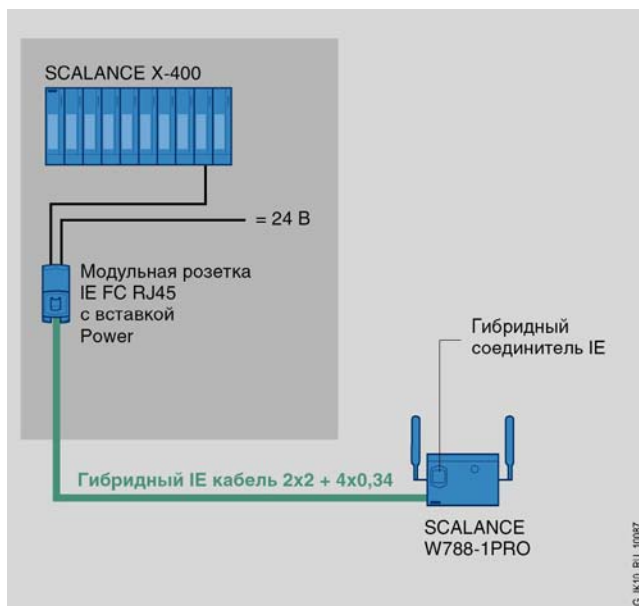 SCALANCE X-400
= 24 В
Модульная розетка
IE FC RJ45
с вставкой
Power
Гибридный
соединитель IE
Гибридный IE кабель 2x2 + 4x0,34
SCALANCE
W788-1PRO
G_IK10_RU_10087